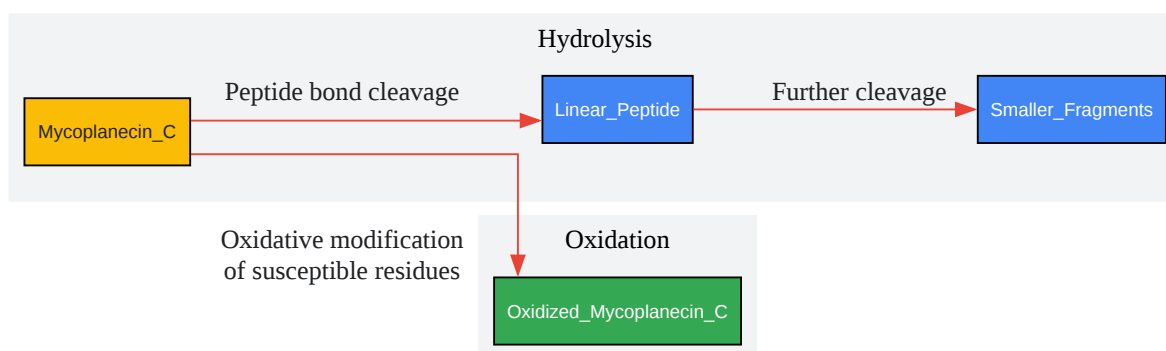 Hydrolysis
Peptide bond cleavage
Further cleavage
Mycoplanecin_C
Linear_Peptide
Smaller_Fragments
Oxidative modification
of susceptible residues
Oxidation
Oxidized_Mycoplanecin_C